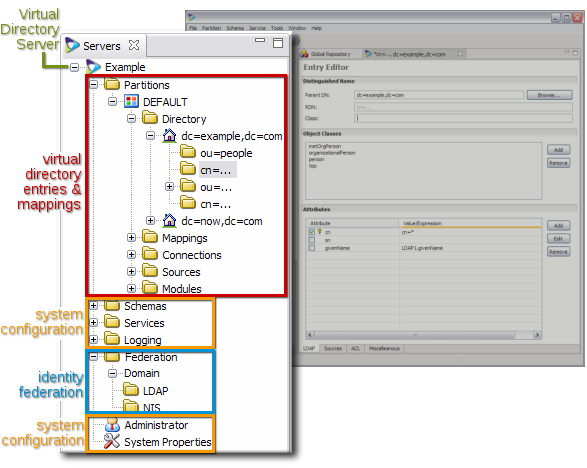 Virtual
Directory
Server
Servers
Example
Partitions
DEFAULT
Directory
dc=example,dc=com
ou=people
cn=...
ou=...
cn=...
dc=now,dc=com
Mappings
Connections
Sources
Modules
virtual
directory
entries &
mappings
Schemas
Services
Logging
system
configuration
Federation
Domain
LDAP
NIS
identity
federation
Administrator
System Properties
system
configuration
File Partition Schema Service Tools Window Help
Global Repository
*cn=..., dc=example,dc=com
Entry Editor
Distinguished Name
Parent DN: dc=example,dc=com Browse...
RDN: cn=...
Class:
Object Classes
inetOrgPerson
organizationalPerson
person
top
Add
Remove
Attributes
Attribute Value/Expression
cn cn=*
sn
givenName LDAP1.givenName
Add
Edit
Remove
LDAP Sources ACL Miscellaneous